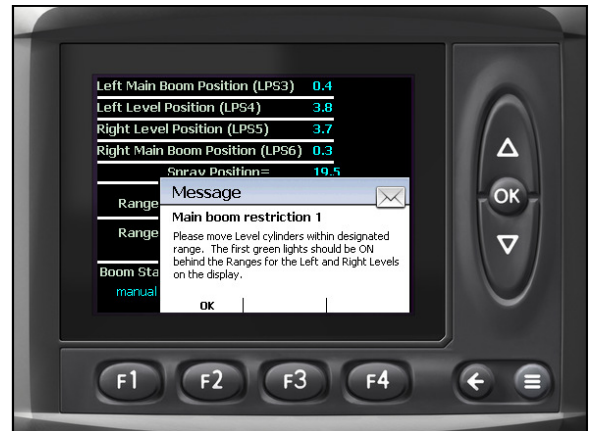 Left Main Boom Position (LPS3) 0.4
Left Level Position (LPS4) 3.8
Right Level Position (LPS5) 3.7
Right Main Boom Position (LPS6) 0.3
Spray Position= 19.5
Message
Range
Main boom restriction 1
Range
Please move Level cylinders within designated
range. The first green lights should be ON
behind the Ranges for the Left and Right Levels
on the display.
Boom Sta
manual
OK
OK
F1 F2 F3 F4